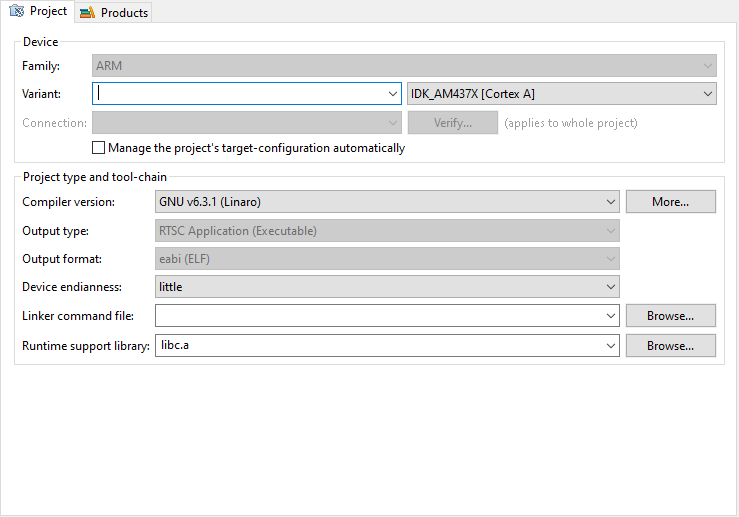 Project Products
Device
Family: ARM
Variant: IDK_AM437X [Cortex A]
Connection: Verify... (applies to whole project)
Manage the project's target-configuration automatically
Project type and tool-chain
Compiler version: GNU v6.3.1 (Linaro) More...
Output type: RTSC Application (Executable)
Output format: eabi (ELF)
Device endianness: little
Linker command file: Browse...
Runtime support library: libc.a Browse...